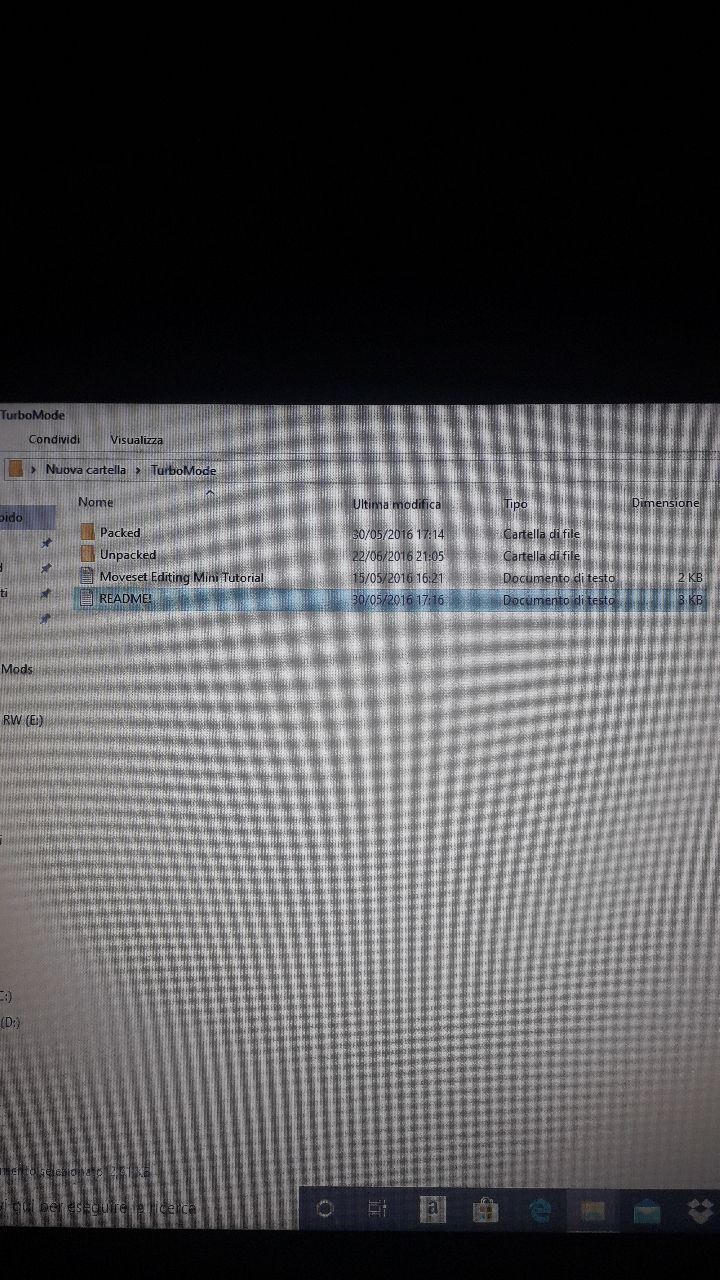 TurboMode
Condividi Visualizza
Nuova cartella > TurboMode
Nome Ultima modifica Tipo Dimensione
Packed 30/05/2016 17:14 Cartella di file
Unpacked 22/06/2016 21:05 Cartella di file
Moveset Editing Mini Tutorial 15/05/2016 16:21 Documento di testo 2 KB
README! 30/05/2016 17:16 Documento di testo 3 KB
pido
ti
Mods
RW (E:)
C:)
(D:)
mento selezionato
vi qui per eseguire la ricerca
a